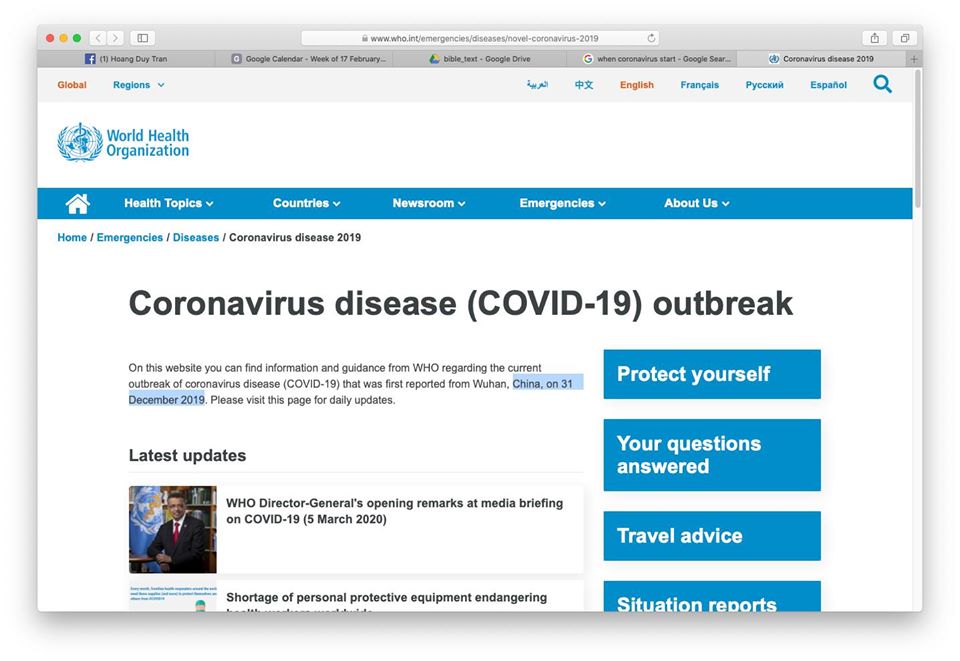 www.who.int/emergencies/diseases/novel-coronavirus-2019
(1) Hoang Duy Tran
Google Calendar - Week of 17 February...
bible_text - Google Drive
when coronavirus start - Google Sear...
Coronavirus disease 2019
Global Regions العربية 中文 English Français Русский Español
World Health
Organization
Health Topics Countries Newsroom Emergencies About Us
Home / Emergencies / Diseases / Coronavirus disease 2019
Coronavirus disease (COVID-19) outbreak
On this website you can find information and guidance from WHO regarding the current
outbreak of coronavirus disease (COVID-19) that was first reported from Wuhan, China, on 31
December 2019. Please visit this page for daily updates.
Latest updates
WHO Director-General's opening remarks at media briefing
on COVID-19 (5 March 2020)
Shortage of personal protective equipment endangering
health workers worldwide
Protect yourself
Your questions
answered
Travel advice
Situation reports